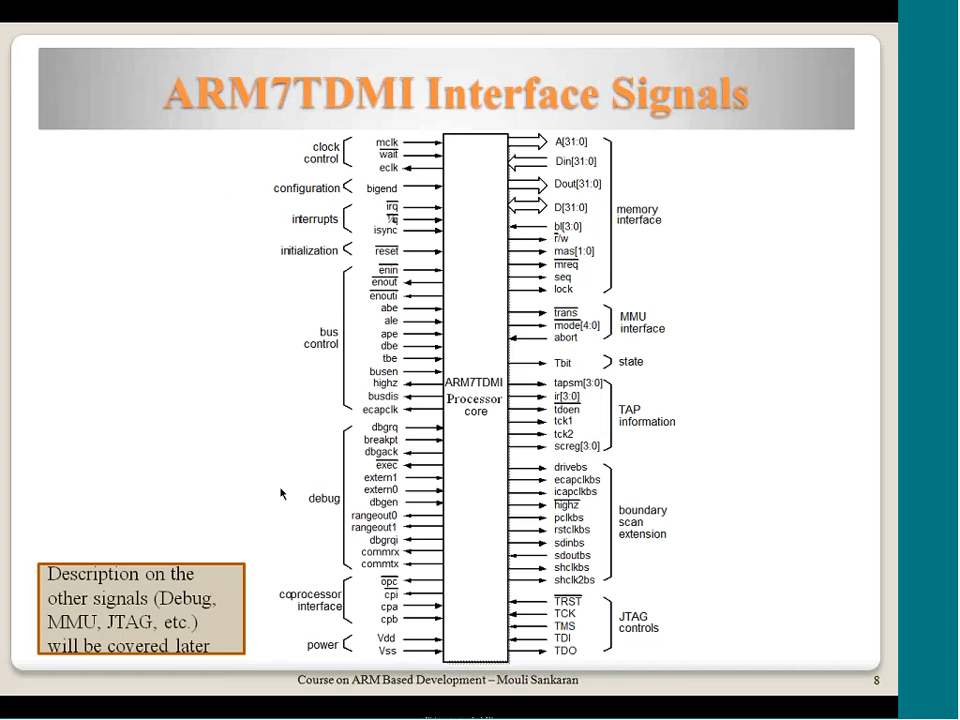 ARM7TDMI Interface Signals
clock
control
mclk
wait
eclk
configuration
bigend
interrupts
irq
isync
initialization
reset
bus
control
enin
enout
enouti
abe
ale
ape
dbe
tbe
busen
highz
busdis
ecapclk
debug
dbgrq
breakpt
dbgack
exec
extern1
extern0
dbgen
rangeout0
rangeout1
dbgrqi
commrx
commtx
coprocessor
interface
opc
cpi
cpa
cpb
power
Vdd
Vss
ARM7TDMI
Processor
core
A[31:0]
Din[31:0]
Dout[31:0]
D[31:0]
bl[3:0]
r/w
mas[1:0]
mreq
seq
lock
memory
interface
trans
mode[4:0]
abort
MMU
interface
Tbit
state
tapsm[3:0]
ir[3:0]
tdoen
tck1
tck2
screg[3:0]
TAP
information
drivebs
ecapclkbs
icapclkbs
highz
pclkbs
rstclkbs
sdinbs
sdoutbs
shclkbs
shclk2bs
boundary
scan
extension
TRST
TCK
TMS
TDI
TDO
JTAG
controls
Description on the
other signals (Debug,
MMU, JTAG, etc.)
will be covered later
Course on ARM Based Development – Mouli Sankaran
8